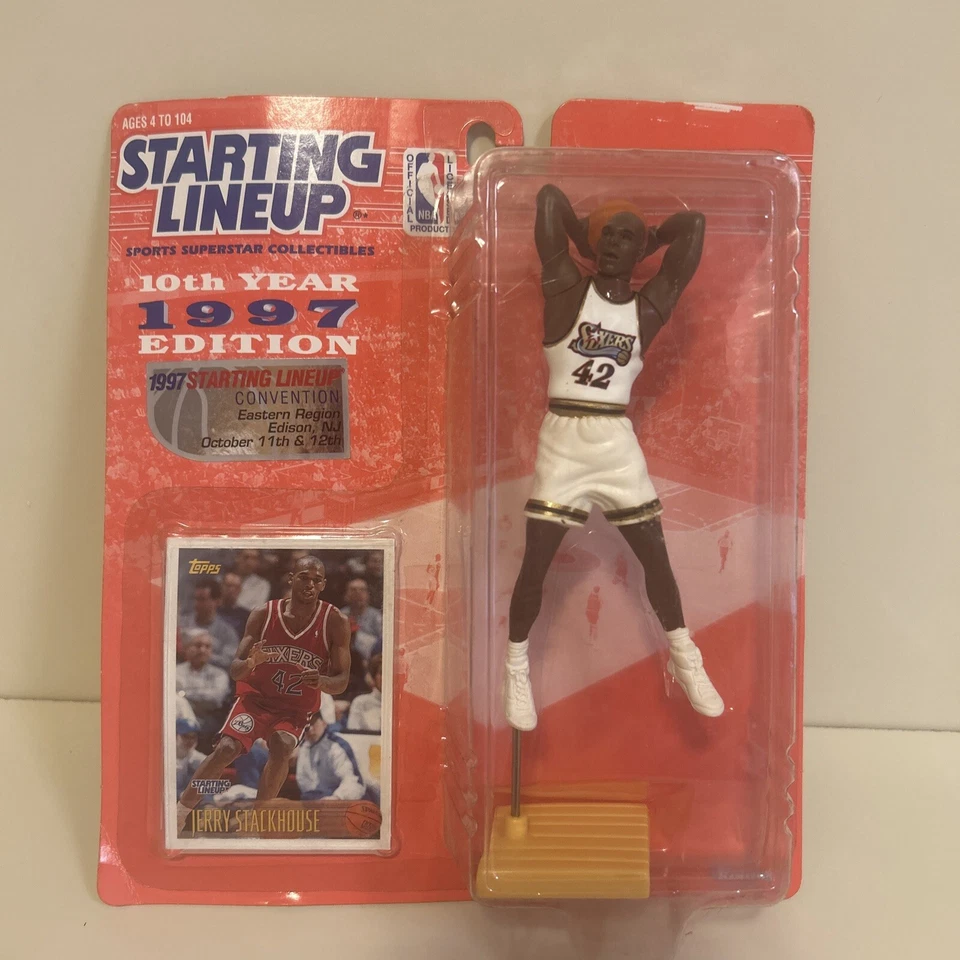 AGES 4 TO 104
STARTING
LINEUP
SPORTS SUPERSTAR COLLECTIBLES
OFFICIAL
LICENSED
NBA
PRODUCT
10th YEAR
1997
EDITION
1997 STARTING LINEUP
CONVENTION
Eastern Region
Edison, NJ
October 11th & 12th
SIXERS
42
TOPPS
SIXERS
42
STARTING
LINEUP
JERRY STACKHOUSE